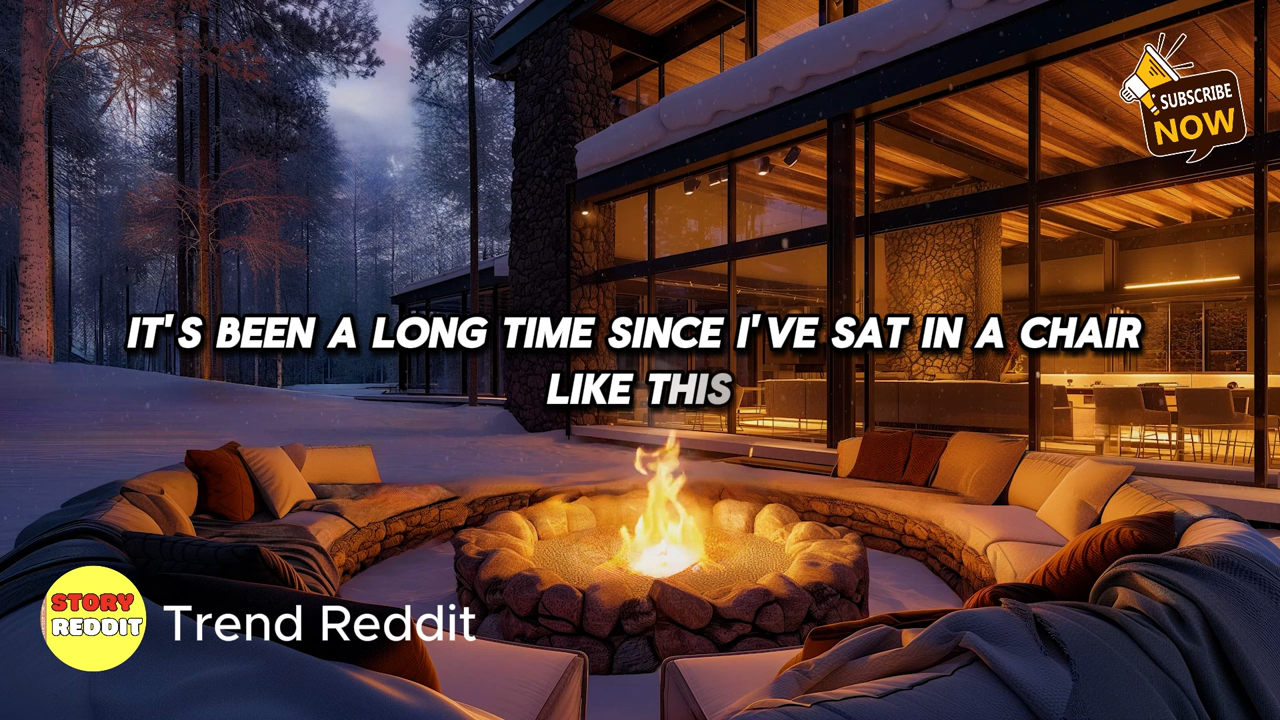 SUBSCRIBE
NOW
IT'S BEEN A LONG TIME SINCE I'VE SAT IN A CHAIR
LIKE THIS
STORY
REDDIT
Trend Reddit